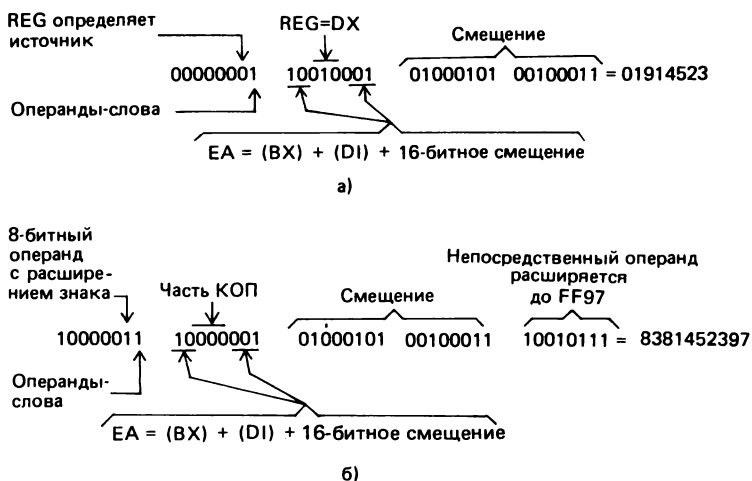 REG определяет
источник
REG=DX
Смещение
00000001 10010001 01000101 00100011 = 01914523
Операнды-слова
EA = (BX) + (DI) + 16-битное смещение
а)
8-битный
операнд
с расшире-
нием знака
Часть КОП
Смещение
Непосредственный операнд
расширяется
до FF97
10000011 10000001 01000101 00100011 10010111 = 8381452397
Операнды-
слова
EA = (BX) + (DI) + 16-битное смещение
б)